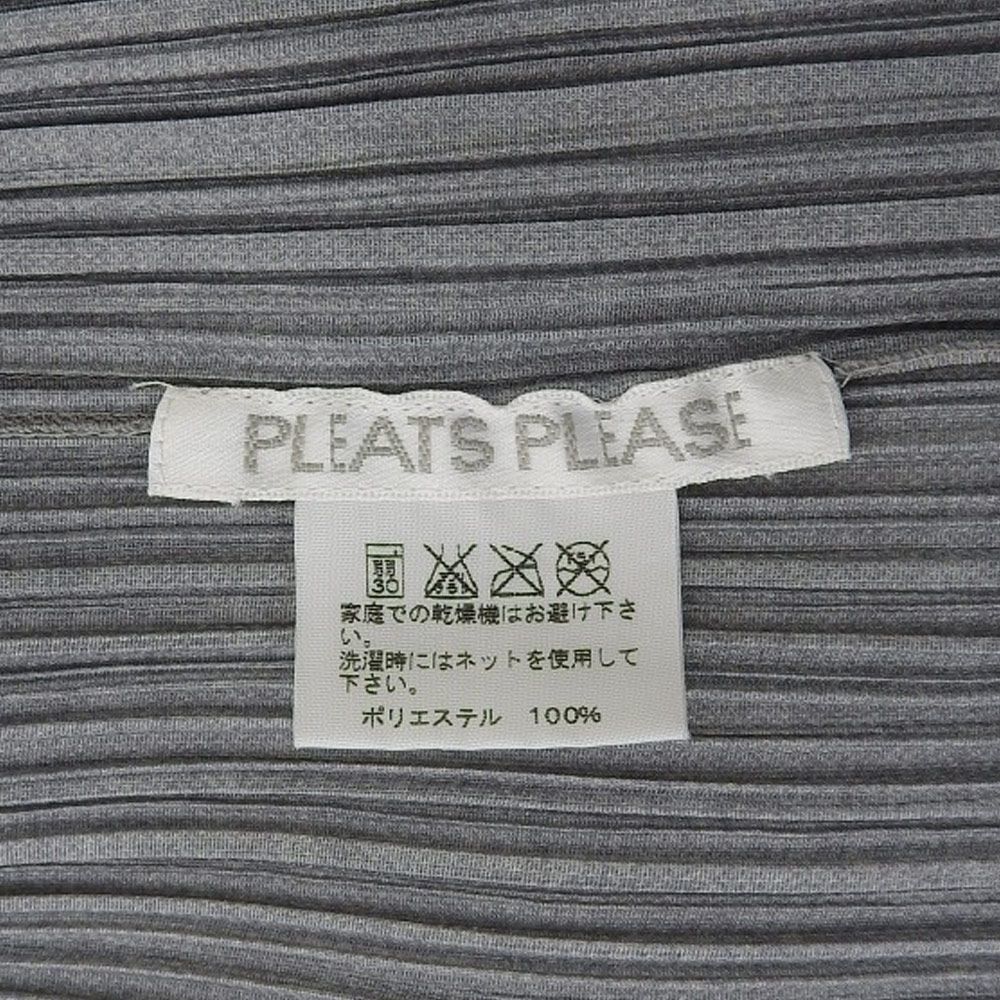 PLEATS PLEASE
30
家庭での乾燥機はお避け下さ
い。
洗濯時にはネットを使用して
下さい。
ポリエステル 100%